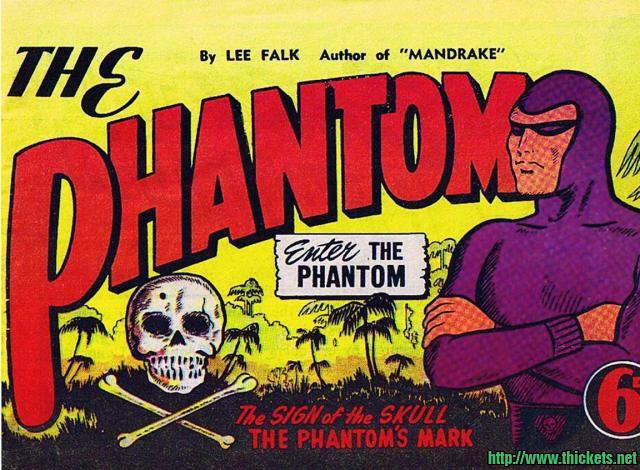 THE
By LEE FALK Author of "MANDRAKE"
PHANTOM
Enter THE
PHANTOM
The SIGN of the SKULL
THE PHANTOM'S MARK
6
http://www.thickets.net